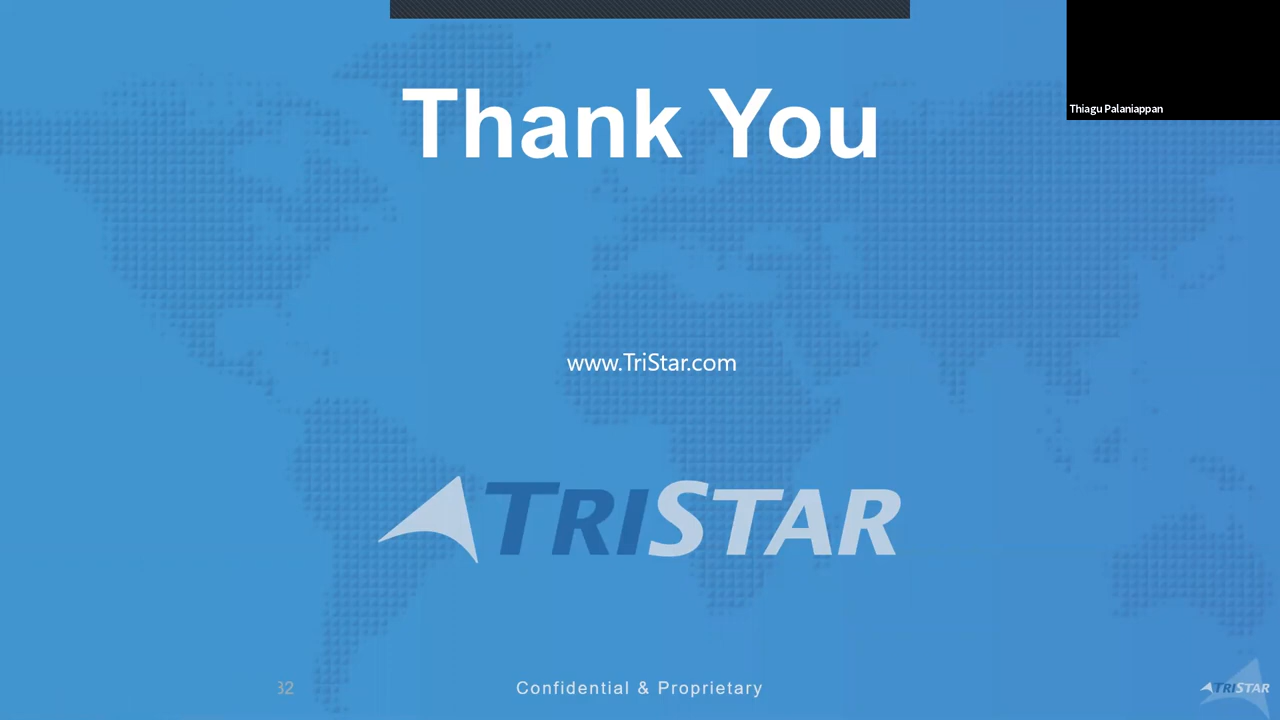 Thank You
Thiagu Palaniappan
www.TriStar.com
TRISTAR
32
Confidential & Proprietary
TRISTAR